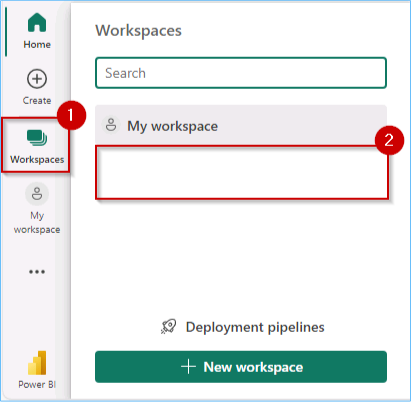 Home
Create
1
Workspaces
My
workspace
Power BI
Workspaces
Search
My workspace
2
Deployment pipelines
New workspace